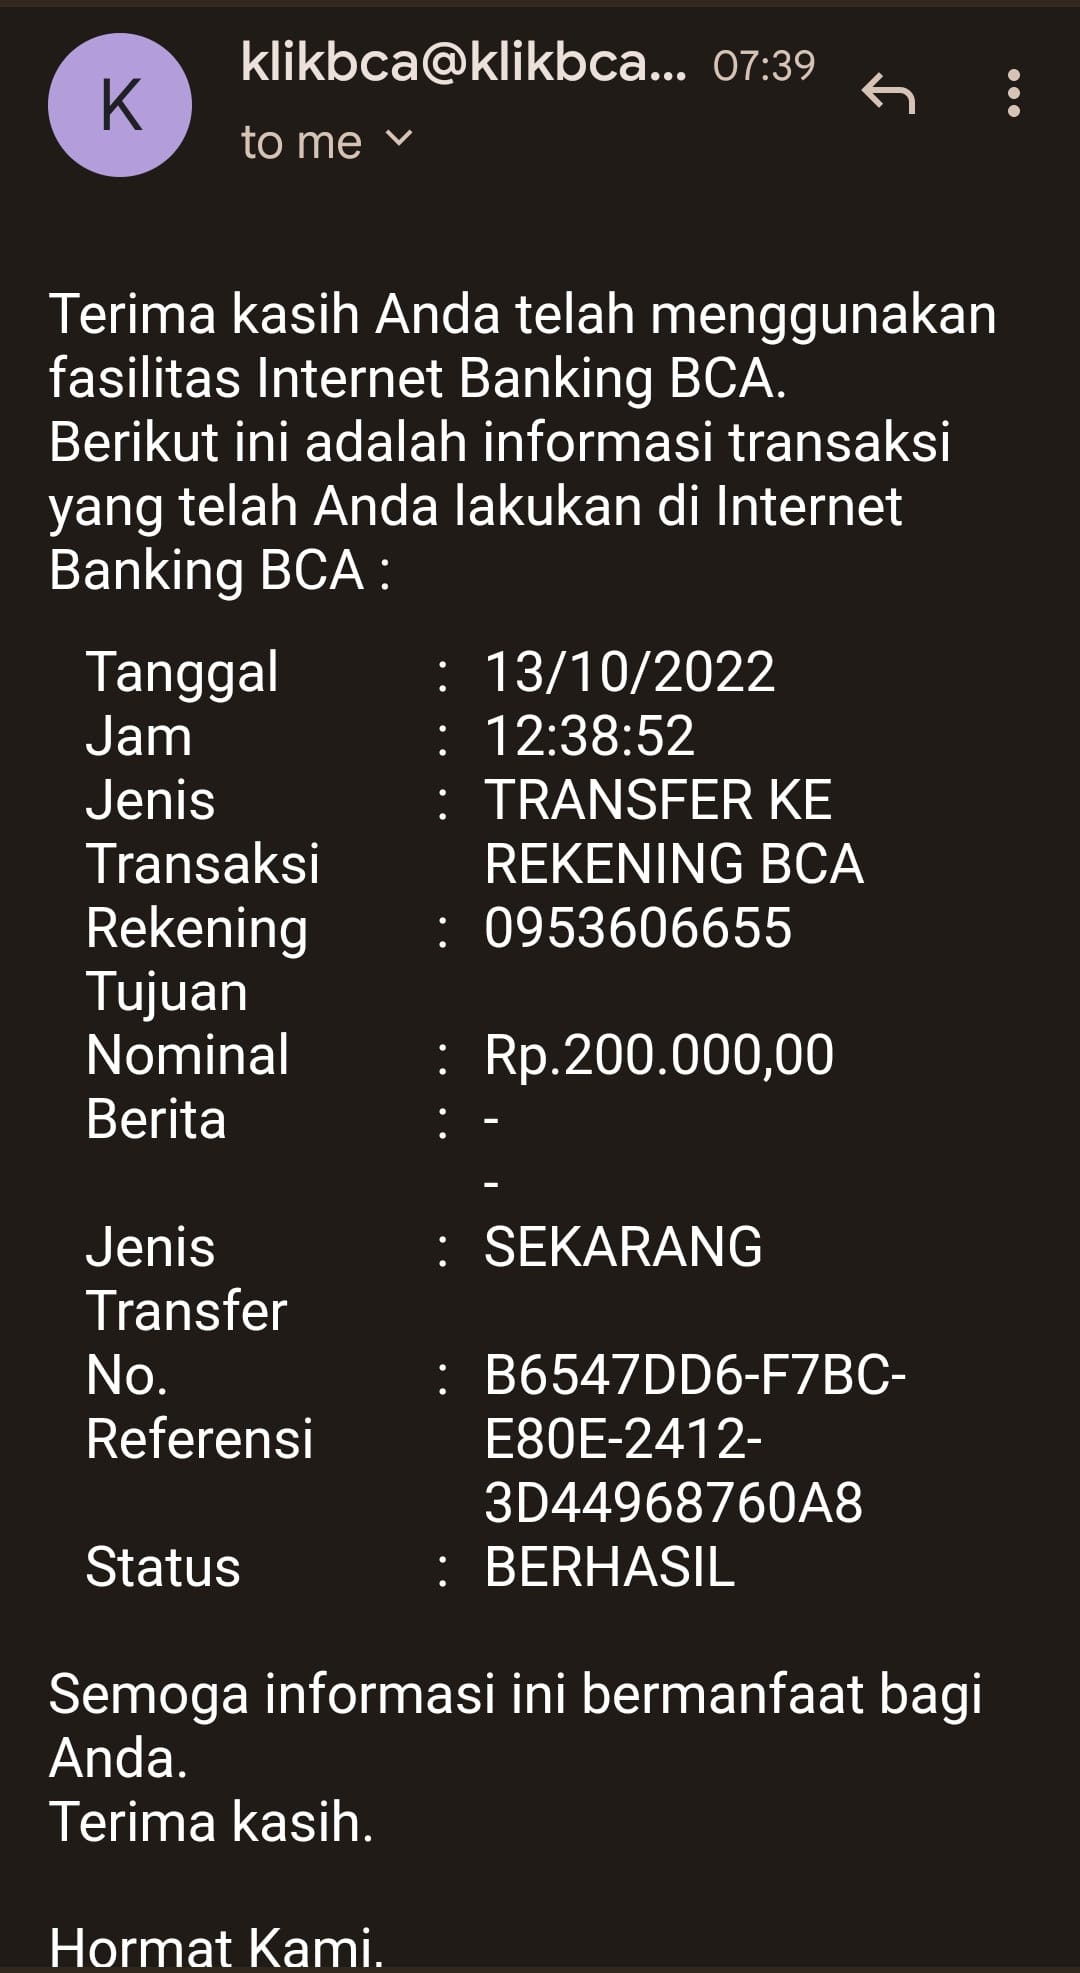 K
klikbca@klikbca... 07:39
to me
Terima kasih Anda telah menggunakan
fasilitas Internet Banking BCA.
Berikut ini adalah informasi transaksi
yang telah Anda lakukan di Internet
Banking BCA :
Tanggal : 13/10/2022
Jam : 12:38:52
Jenis : TRANSFER KE
Transaksi REKENING BCA
Rekening : 0953606655
Tujuan
Nominal : Rp.200.000,00
Berita : -
-
Jenis : SEKARANG
Transfer
No. : B6547DD6-F7BC-
Referensi E80E-2412-
3D44968760A8
Status : BERHASIL
Semoga informasi ini bermanfaat bagi
Anda.
Terima kasih.
Hormat Kami,